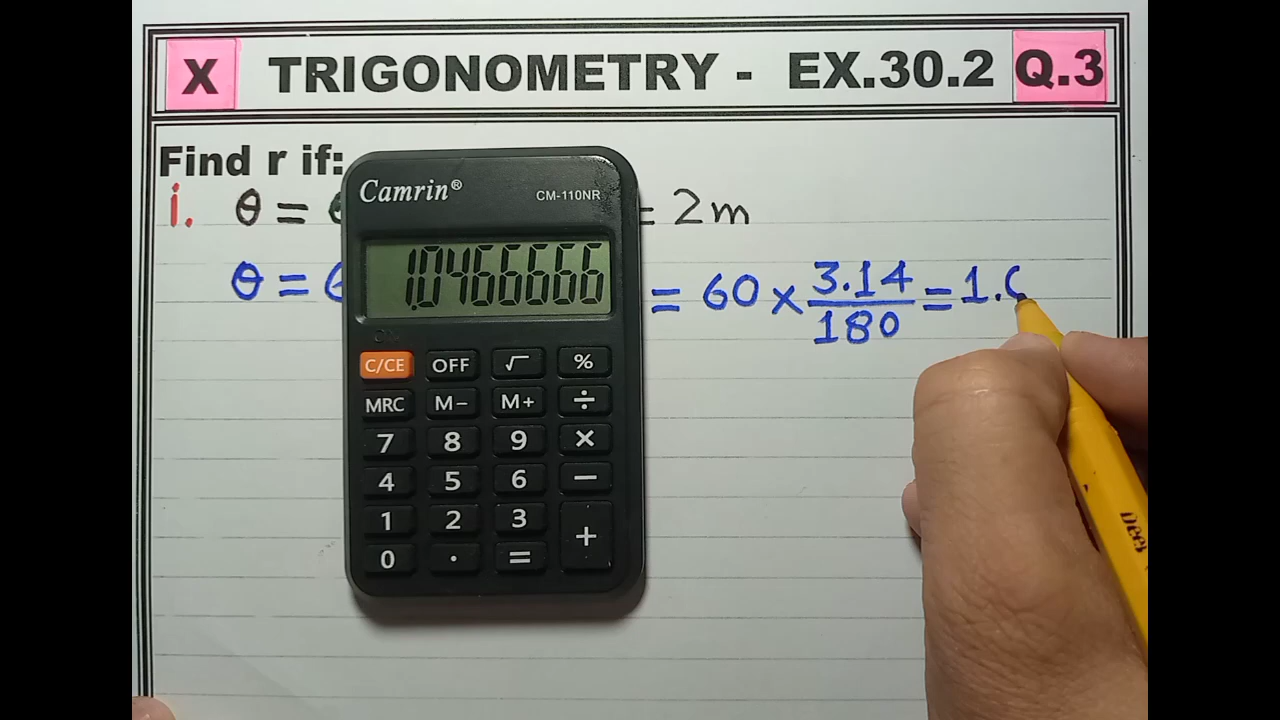 X TRIGONOMETRY - EX.30.2 Q.3
Find r if:
i. θ = = 2m
θ = = 60 × 3.14/180 = 1.
Camrin®
CM-110NR
1.0466666
C/CE OFF √ %
MRC M− M+ ÷
7 8 9 ×
4 5 6 −
1 2 3 +
0 . =